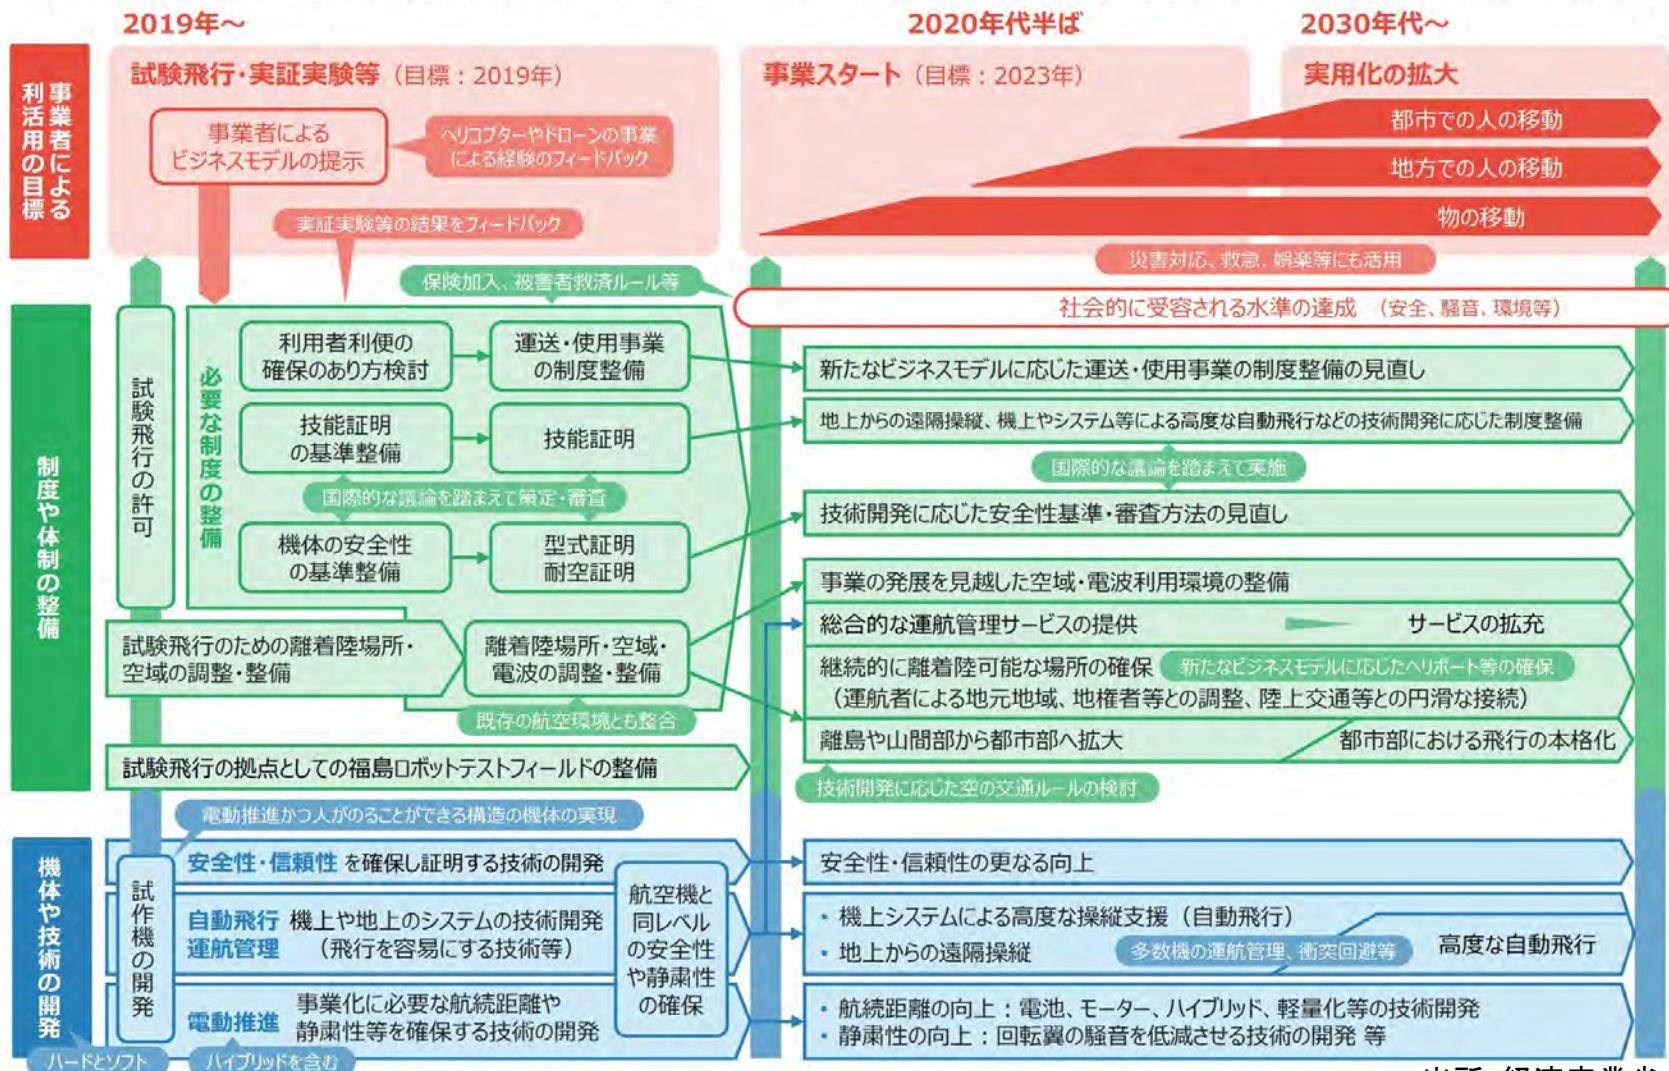 2019年～
2020年代半ば
2030年代～
事業者による
利活用の目標
試験飛行・実証実験等（目標：2019年）
事業スタート（目標：2023年）
実用化の拡大
事業者による
ビジネスモデルの提示
ヘリコプターやドローンの事業
による経験のフィードバック
実証実験等の結果をフィードバック
都市での人の移動
地方での人の移動
物の移動
災害対応、救急、娯楽等にも活用
社会的に受容される水準の達成 （安全、騒音、環境等）
制度や体制の整備
試験飛行の許可
必要な制度の整備
保険加入、被害者救済ルール等
利用者利便の
確保のあり方検討
運送・使用事業
の制度整備
新たなビジネスモデルに応じた運送・使用事業の制度整備の見直し
技能証明
の基準整備
技能証明
地上からの遠隔操縦、機上やシステム等による高度な自動飛行などの技術開発に応じた制度整備
国際的な議論を踏まえて策定・審査
国際的な議論を踏まえて実施
機体の安全性
の基準整備
型式証明
耐空証明
技術開発に応じた安全性基準・審査方法の見直し
事業の発展を見越した空域・電波利用環境の整備
試験飛行のための離着陸場所・
空域の調整・整備
離着陸場所・空域・
電波の調整・整備
既存の航空環境とも整合
総合的な運航管理サービスの提供
サービスの拡充
継続的に離着陸可能な場所の確保
新たなビジネスモデルに応じたヘリポート等の確保
（運航者による地元地域、地権者等との調整、陸上交通等との円滑な接続）
離島や山間部から都市部へ拡大
都市部における飛行の本格化
試験飛行の拠点としての福島ロボットテストフィールドの整備
技術開発に応じた空の交通ルールの検討
機体や技術の開発
試作機の開発
電動推進かつ人がのることができる構造の機体の実現
安全性・信頼性 を確保し証明する技術の開発
自動飛行
運航管理
機上や地上のシステムの技術開発
（飛行を容易にする技術等）
電動推進
事業化に必要な航続距離や
静粛性等を確保する技術の開発
航空機と
同レベル
の安全性
や静粛性
の確保
安全性・信頼性の更なる向上
・機上システムによる高度な操縦支援（自動飛行）
・地上からの遠隔操縦
多数機の運航管理、衝突回避等
高度な自動飛行
・航続距離の向上：電池、モーター、ハイブリッド、軽量化等の技術開発
・静粛性の向上：回転翼の騒音を低減させる技術の開発 等
ハードとソフト
ハイブリッドを含む